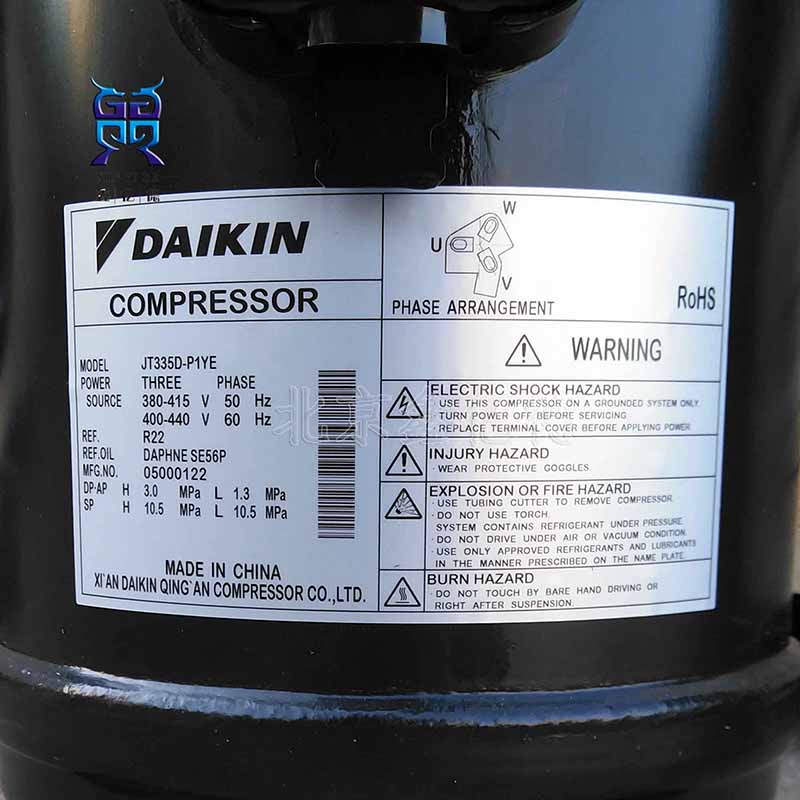 DAIKIN
COMPRESSOR
MODEL JT335D-P1YE
POWER THREE PHASE
SOURCE 380-415 V 50 Hz
400-440 V 60 Hz
REF. R22
REF.OIL DAPHNE SE56P
MFG.NO. 05000122
DP·AP H 3.0 MPa L 1.3 MPa
SP H 10.5 MPa L 10.5 MPa
MADE IN CHINA
XI`AN DAIKIN QING`AN COMPRESSOR CO.,LTD.
W
U
V
PHASE ARRANGEMENT
RoHS
WARNING
ELECTRIC SHOCK HAZARD
· USE THIS COMPRESSOR ON A GROUNDED SYSTEM ONLY.
· TURN POWER OFF BEFORE SERVICING
· REPLACE TERMINAL COVER BEFORE APPLYING POWER.
INJURY HAZARD
· WEAR PROTECTIVE GOGGLES.
EXPLOSION OR FIRE HAZARD
· USE TUBING CUTTER TO REMOVE COMPRESSOR.
· DO NOT USE TORCH.
SYSTEM CONTAINS REFRIGERANT UNDER PRESSURE.
· DO NOT DRIVE UNDER AIR OR VACUUM CONDITION.
· USE ONLY APPROVED REFRIGERANTS AND LUBRICANTS
IN THE MANNER PRESCRIBED ON THE NAME PLATE.
BURN HAZARD
· DO NOT TOUCH BY BARE HAND DRIVING OR
RIGHT AFTER SUSPENSION.